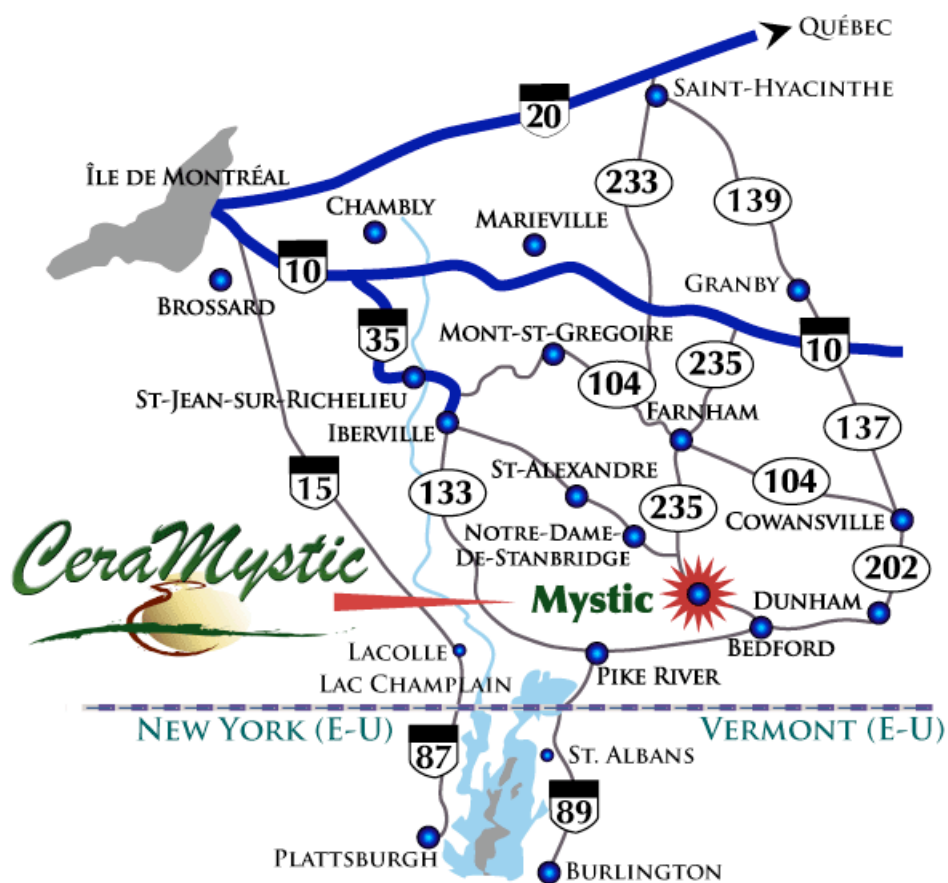 QUÉBEC
SAINT-HYACINTHE
20
ÎLE DE MONTRÉAL
233
139
CHAMBLY
MARIEVILLE
10
BROSSARD
GRANBY
35
MONT-ST-GREGOIRE
10
235
104
ST-JEAN-SUR-RICHELIEU
FARNHAM
IBERVILLE
137
ST-ALEXANDRE
15
133
235
104
COWANSVILLE
NOTRE-DAME-
DE-STANBRIDGE
CeraMystic
202
Mystic
DUNHAM
BEDFORD
LACOLLE
PIKE RIVER
LAC CHAMPLAIN
NEW YORK (E-U)
VERMONT (E-U)
87
ST. ALBANS
89
PLATTSBURGH
BURLINGTON